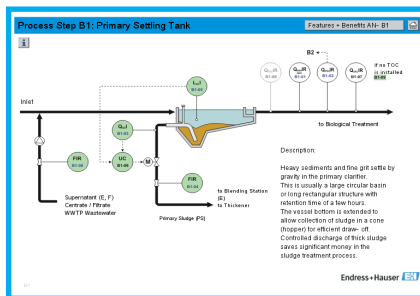 Process Step B1: Primary Settling Tank
Features + Benefits AN- B1
B2
if no TOC
is installed
B1-09
Inlet
to Biological Treatment
FIR
UC
M
FIR
B1-04
to Blending Station
(E)
to Thickener
Supernatant (E, F)
Centrate / Filtrate
WWTP Wastewater
Primary Sludge (PS)
Description:
Heavy sediments and fine grit settle by
gravity in the primary clarifier.
This is usually a large circular basin
or long rectangular structure with
retention time of a few hours.
The vessel bottom is extended to
allow collection of sludge in a cone
(hopper) for efficient draw- off.
Controlled discharge of thick sludge
saves significant money in the
sludge treatment process.
Endress+Hauser
EH